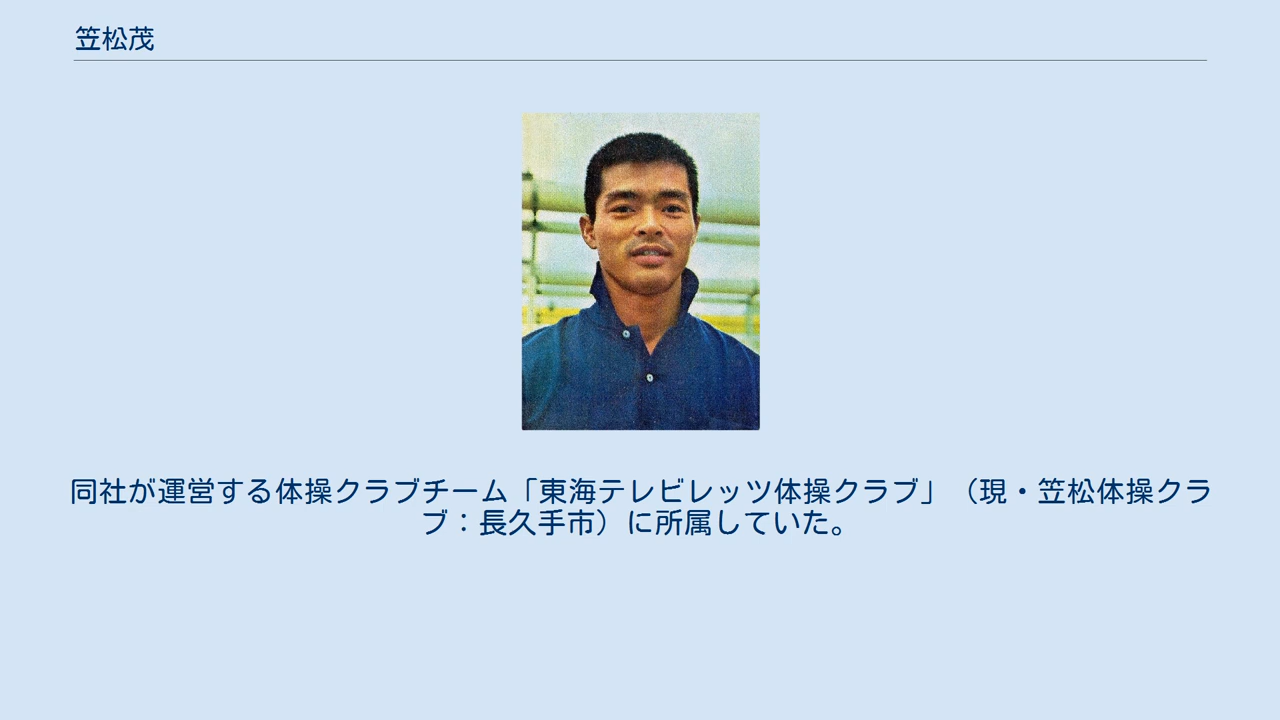 笠松茂
同社が運営する体操クラブチーム「東海テレビレッツ体操クラブ」（現・笠松体操クラ
ブ：長久手市）に所属していた。